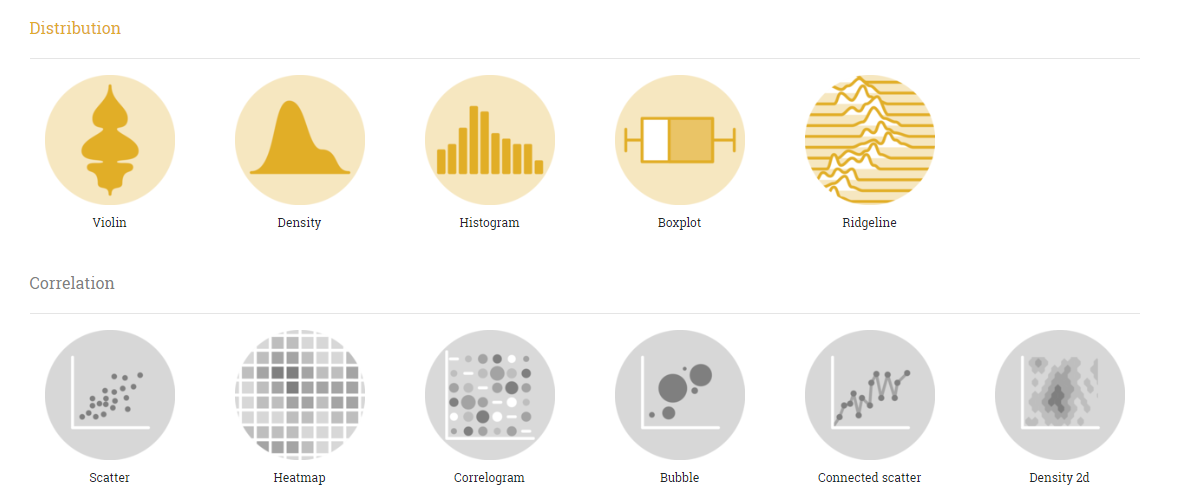 Distribution
Violin
Density
Histogram
Boxplot
Ridgeline
Correlation
Scatter
Heatmap
Correlogram
Bubble
Connected scatter
Density 2d